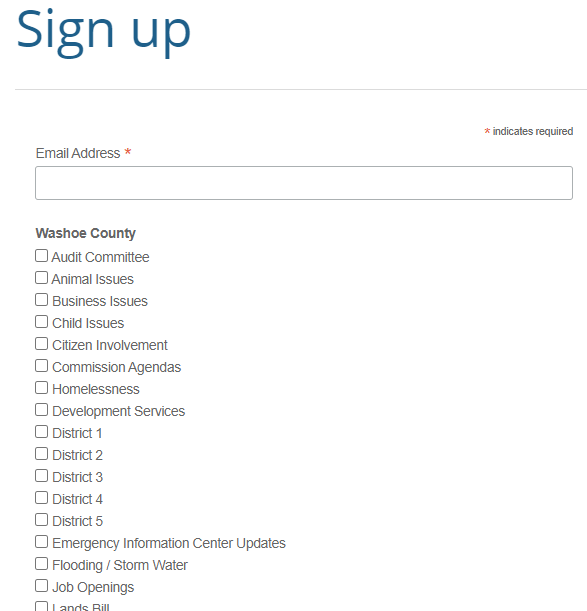 Sign up
* indicates required
Email Address *
Washoe County
Audit Committee
Animal Issues
Business Issues
Child Issues
Citizen Involvement
Commission Agendas
Homelessness
Development Services
District 1
District 2
District 3
District 4
District 5
Emergency Information Center Updates
Flooding / Storm Water
Job Openings
Lands Bill